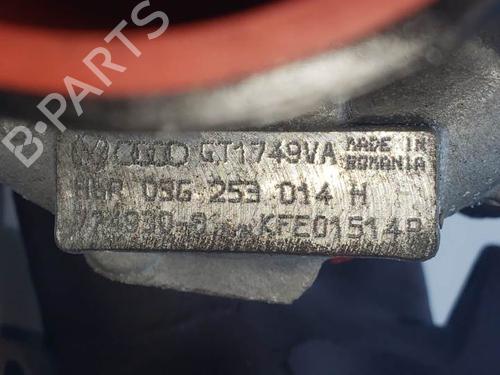 B-PARTS
GT1749VA MADE IN
ROMANIA
03G 253 014 H
KFE01514P